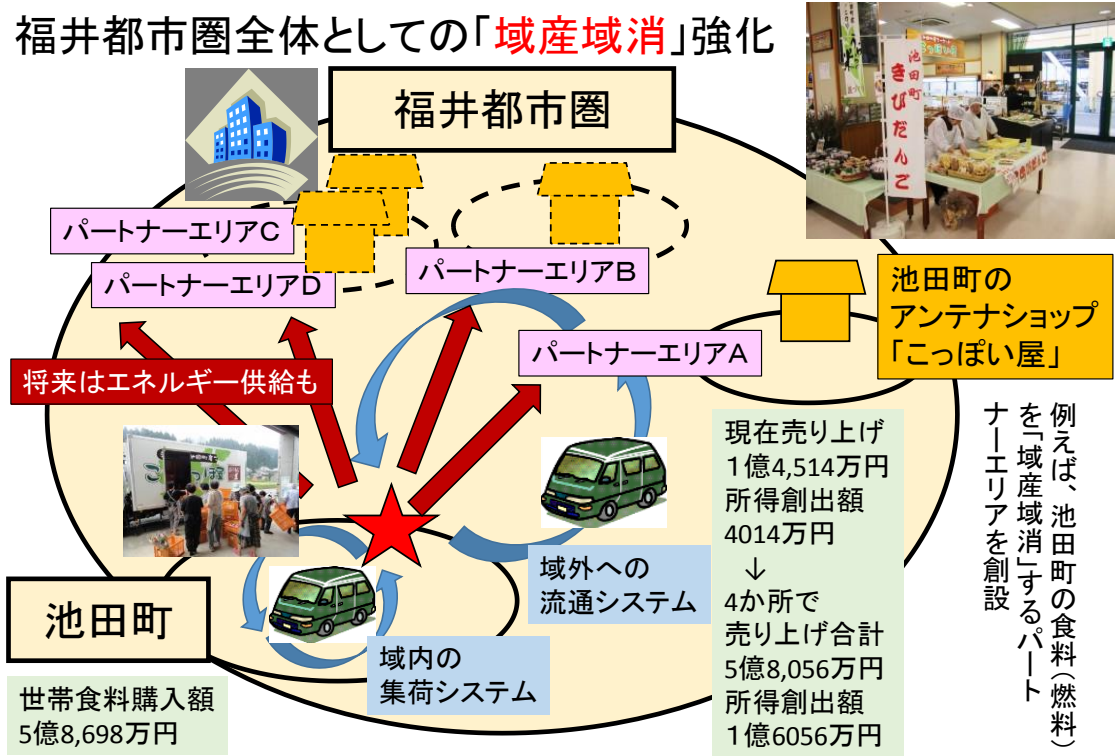 福井都市圏全体としての「域産域消」強化
福井都市圏
池田町
きびだんご
パートナーエリアC
パートナーエリアD
パートナーエリアB
パートナーエリアA
池田町の
アンテナショップ
「こっぽい屋」
将来はエネルギー供給も
例えば、池田町の食料(燃料)
を「域産域消」するパート
ナーエリアを創設
現在売り上げ
1億4,514万円
所得創出額
4014万円
↓
4か所で
売り上げ合計
5億8,056万円
所得創出額
1億6056万円
域外への
流通システム
池田町
域内の
集荷システム
世帯食料購入額
5億8,698万円